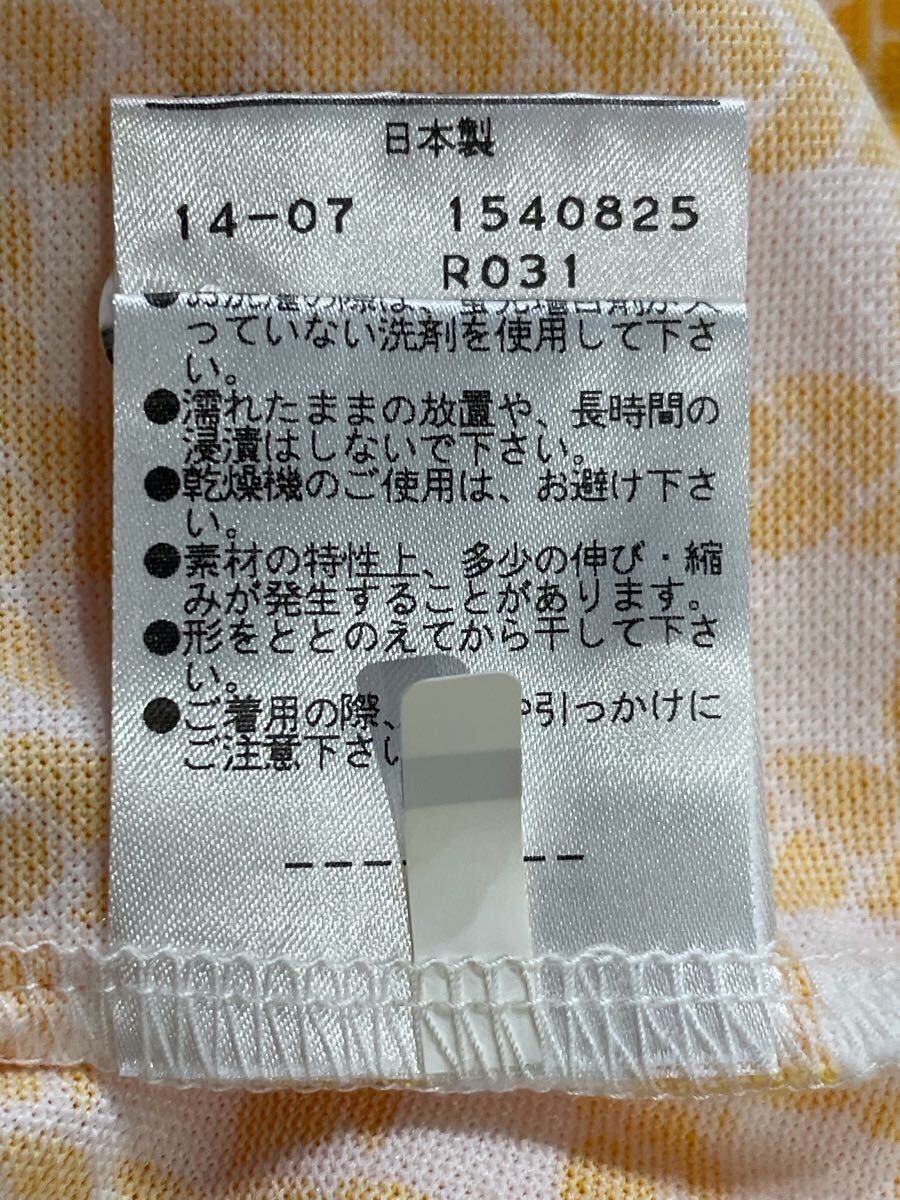 日本製
14-07 1540825
R031
っていない洗剤を使用して下さ
い。
●濡れたままの放置や、長時間の
浸漬はしないで下さい。
●乾燥機のご使用は、お避け下さ
い。
●素材の特性上、多少の伸び・縮
みが発生することがあります。
●形をととのえてから干して下さ
い。
●ご着用の際、 や引っかけに
ご注意下さい